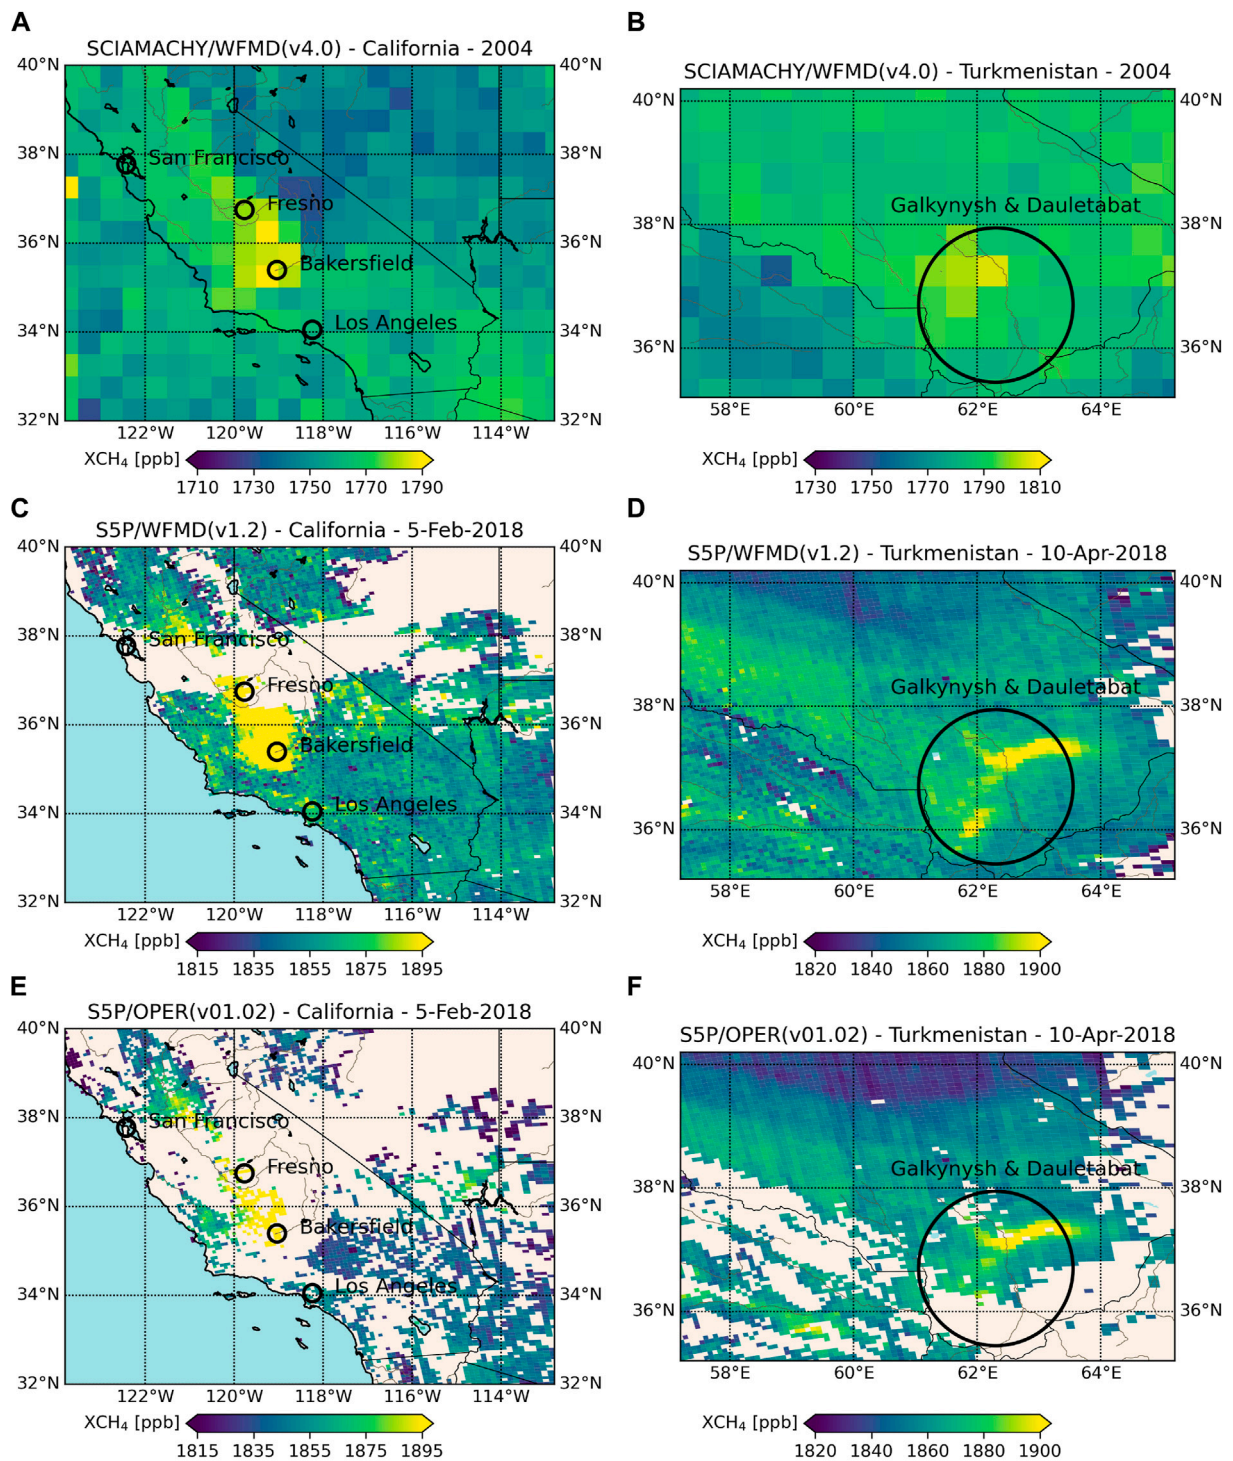 A
SCIAMACHY/WFMD(v4.0) - California - 2004
40°N 40°N
38°N San Francisco 38°N
Fresno
36°N 36°N
Bakersfield
34°N Los Angeles 34°N
32°N 32°N
122°W 120°W 118°W 116°W 114°W
XCH₄ [ppb]
1710 1730 1750 1770 1790
B
SCIAMACHY/WFMD(v4.0) - Turkmenistan - 2004
40°N 40°N
Galkynysh & Dauletabat
38°N 38°N
36°N 36°N
58°E 60°E 62°E 64°E
XCH₄ [ppb]
1730 1750 1770 1790 1810
C
S5P/WFMD(v1.2) - California - 5-Feb-2018
40°N 40°N
38°N San Francisco 38°N
Fresno
36°N 36°N
Bakersfield
34°N Los Angeles 34°N
32°N 32°N
122°W 120°W 118°W 116°W 114°W
XCH₄ [ppb]
1815 1835 1855 1875 1895
D
S5P/WFMD(v1.2) - Turkmenistan - 10-Apr-2018
40°N 40°N
Galkynysh & Dauletabat
38°N 38°N
36°N 36°N
58°E 60°E 62°E 64°E
XCH₄ [ppb]
1820 1840 1860 1880 1900
E
S5P/OPER(v01.02) - California - 5-Feb-2018
40°N 40°N
38°N San Francisco 38°N
Fresno
36°N 36°N
Bakersfield
34°N Los Angeles 34°N
32°N 32°N
122°W 120°W 118°W 116°W 114°W
XCH₄ [ppb]
1815 1835 1855 1875 1895
F
S5P/OPER(v01.02) - Turkmenistan - 10-Apr-2018
40°N 40°N
Galkynysh & Dauletabat
38°N 38°N
36°N 36°N
58°E 60°E 62°E 64°E
XCH₄ [ppb]
1820 1840 1860 1880 1900